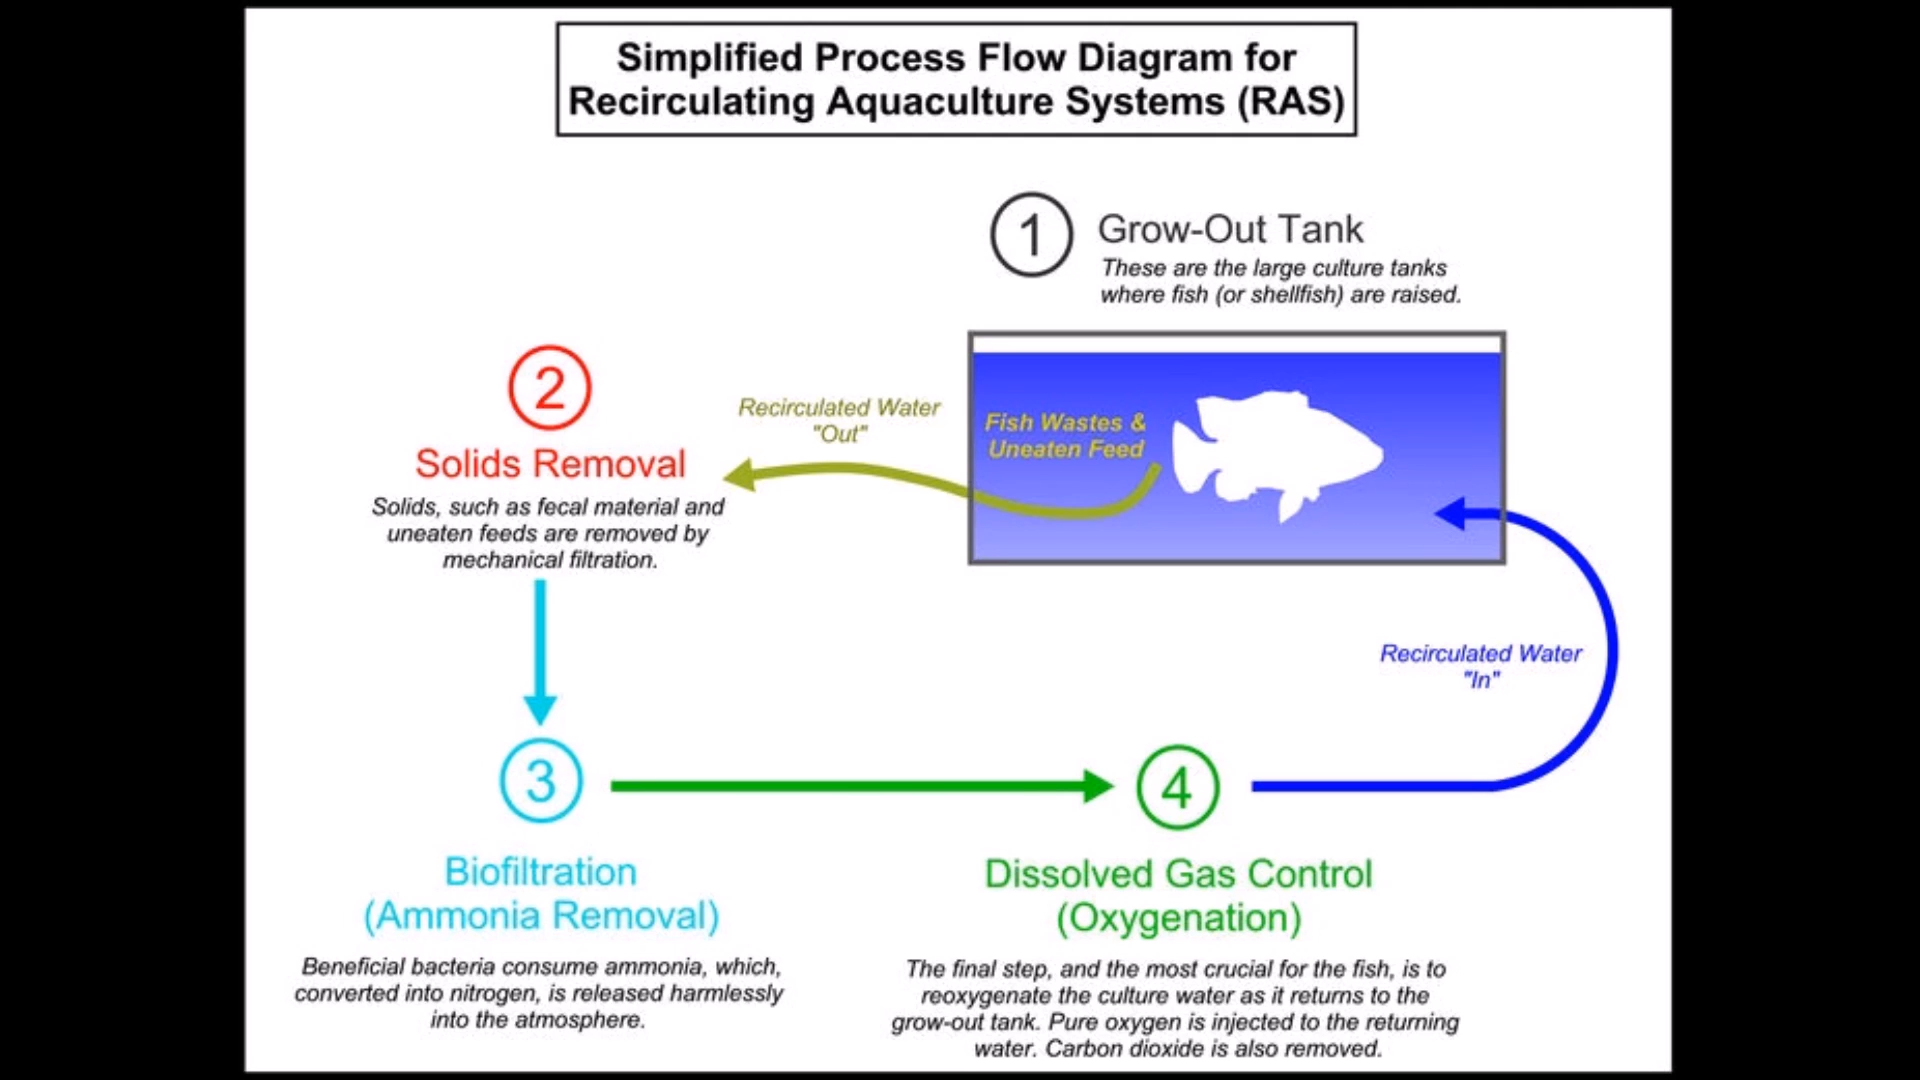 Simplified Process Flow Diagram for
Recirculating Aquaculture Systems (RAS)
1
Grow-Out Tank
These are the large culture tanks
where fish (or shellfish) are raised.
2
Solids Removal
Solids, such as fecal material and
uneaten feeds are removed by
mechanical filtration.
Recirculated Water
"Out"
Fish Wastes &
Uneaten Feed
Recirculated Water
"In"
3
Biofiltration
(Ammonia Removal)
Beneficial bacteria consume ammonia, which,
converted into nitrogen, is released harmlessly
into the atmosphere.
4
Dissolved Gas Control
(Oxygenation)
The final step, and the most crucial for the fish, is to
reoxygenate the culture water as it returns to the
grow-out tank. Pure oxygen is injected to the returning
water. Carbon dioxide is also removed.